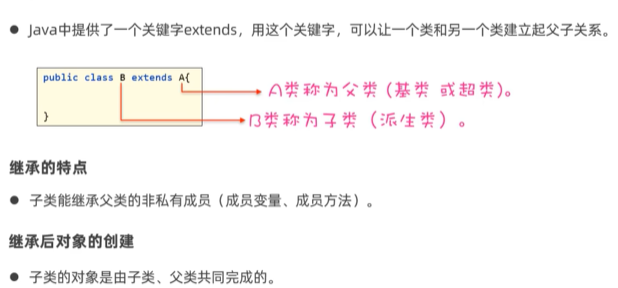 ● Java中提供了一个关键字extends，用这个关键字，可以让一个类和另一个类建立起父子关系。
public class B extends A{
A类称为父类（基类 或超类）。
}
B类称为子类（派生类）。
继承的特点
● 子类能继承父类的非私有成员（成员变量、成员方法）。
继承后对象的创建
● 子类的对象是由子类、父类共同完成的。